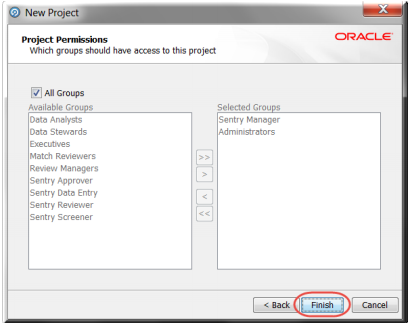 New Project
X
Project Permissions
Which groups should have access to this project
ORACLE
All Groups
Available Groups
Data Analysts
Data Stewards
Executives
Match Reviewers
Review Managers
Sentry Approver
Sentry Data Entry
Sentry Reviewer
Sentry Screener
>>
>
<
<<
Selected Groups
Sentry Manager
Administrators
< Back
Finish
Cancel